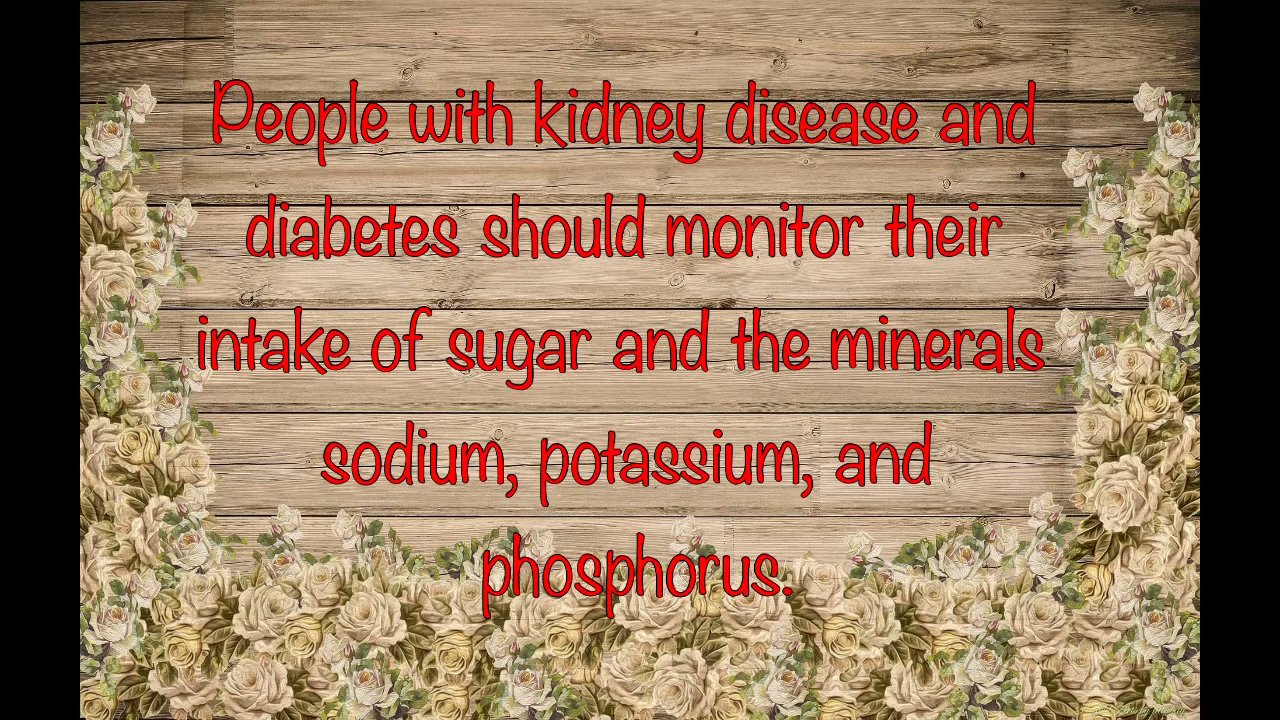 People with kidney disease and
diabetes should monitor their
intake of sugar and the minerals
sodium, potassium, and
phosphorus.